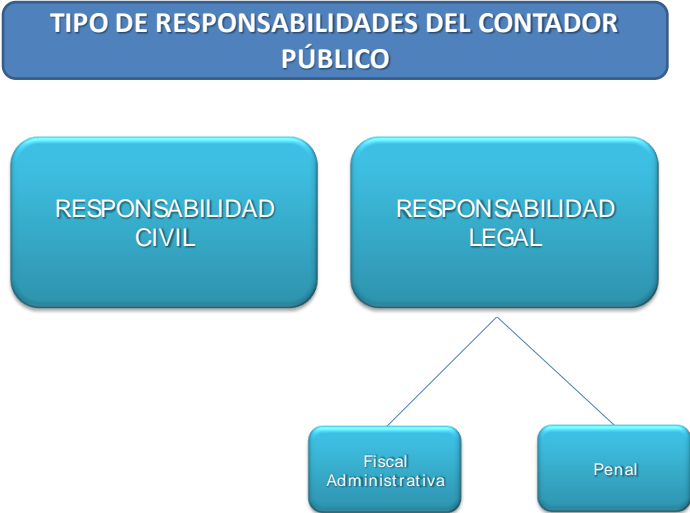 TIPO DE RESPONSABILIDADES DEL CONTADOR
PÚBLICO
RESPONSABILIDAD
CIVIL
RESPONSABILIDAD
LEGAL
Fiscal
Administrativa
Penal